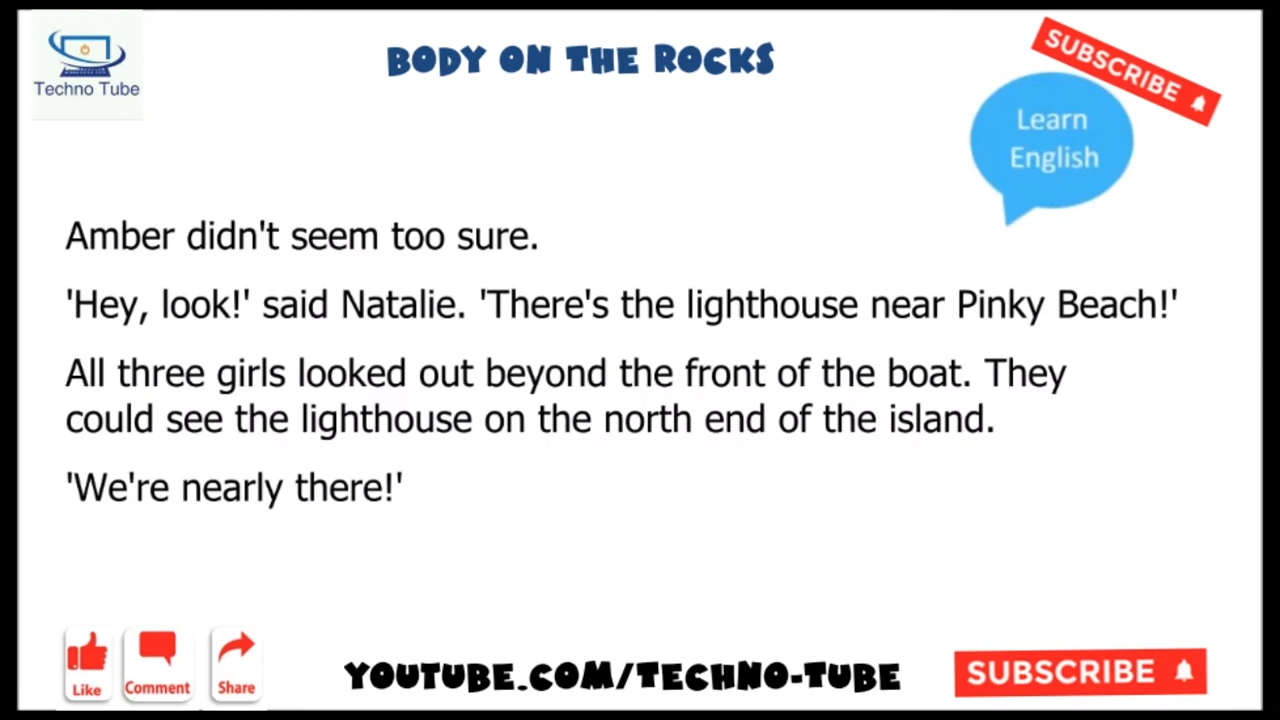 Techno Tube
BODY ON THE ROCKS
SUBSCRIBE
Learn
English
Amber didn't seem too sure.
'Hey, look!' said Natalie. 'There's the lighthouse near Pinky Beach!'
All three girls looked out beyond the front of the boat. They
could see the lighthouse on the north end of the island.
'We're nearly there!'
Like
Comment
Share
YOUTUBE.COM/TECHNO-TUBE
SUBSCRIBE